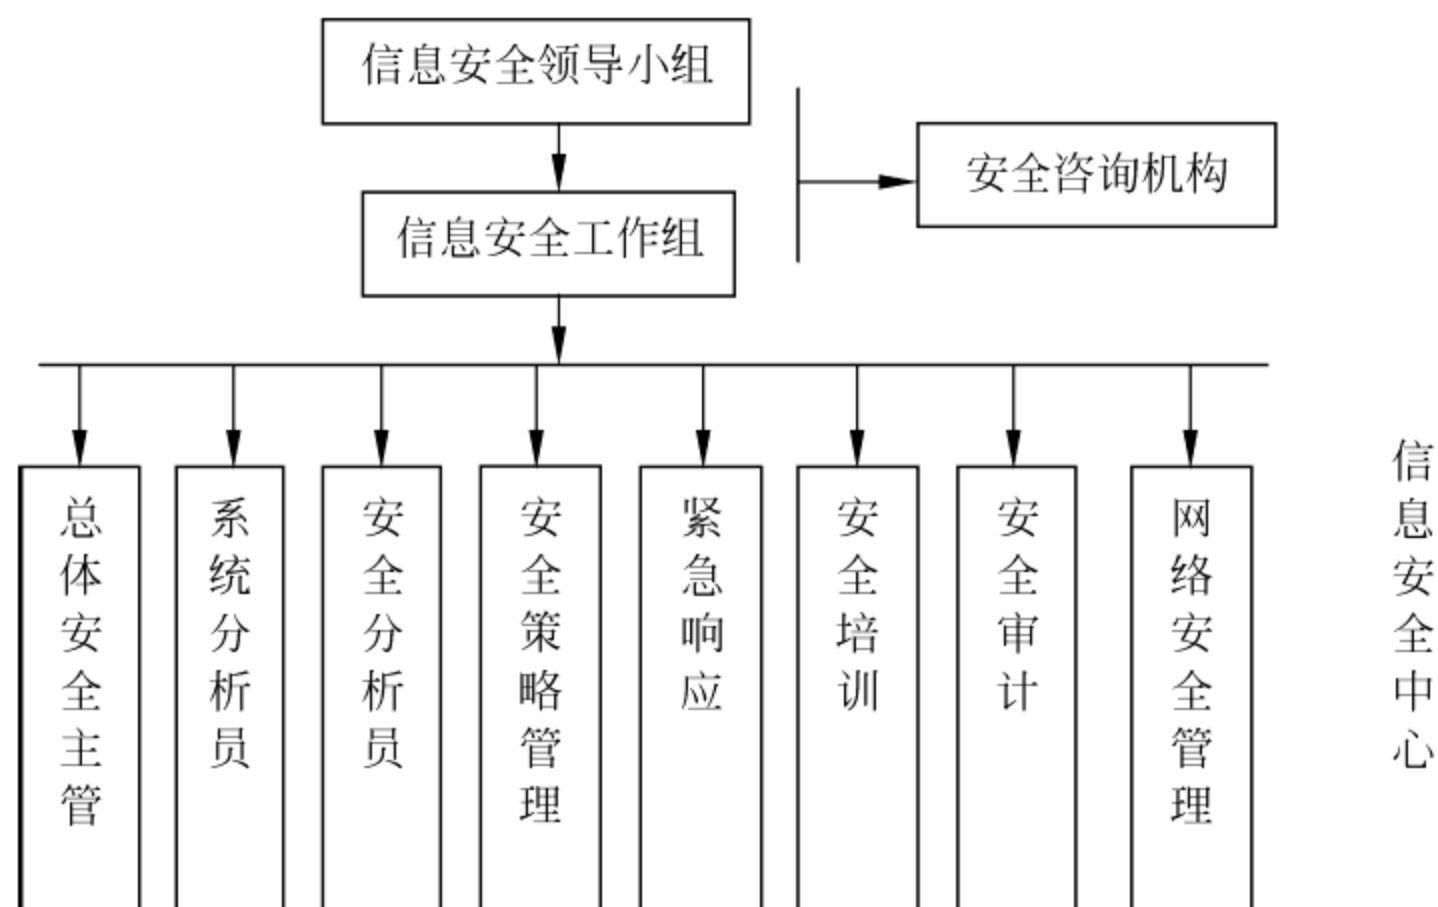 信息安全领导小组
安全咨询机构
信息安全工作组
总体安全主管
系统分析员
安全分析员
安全策略管理
紧急响应
安全培训
安全审计
网络安全管理
信息安全中心